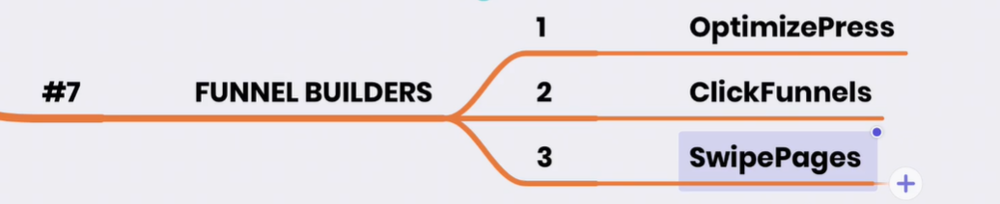 1 OptimizePress
#7 FUNNEL BUILDERS 2 ClickFunnels
3 SwipePages